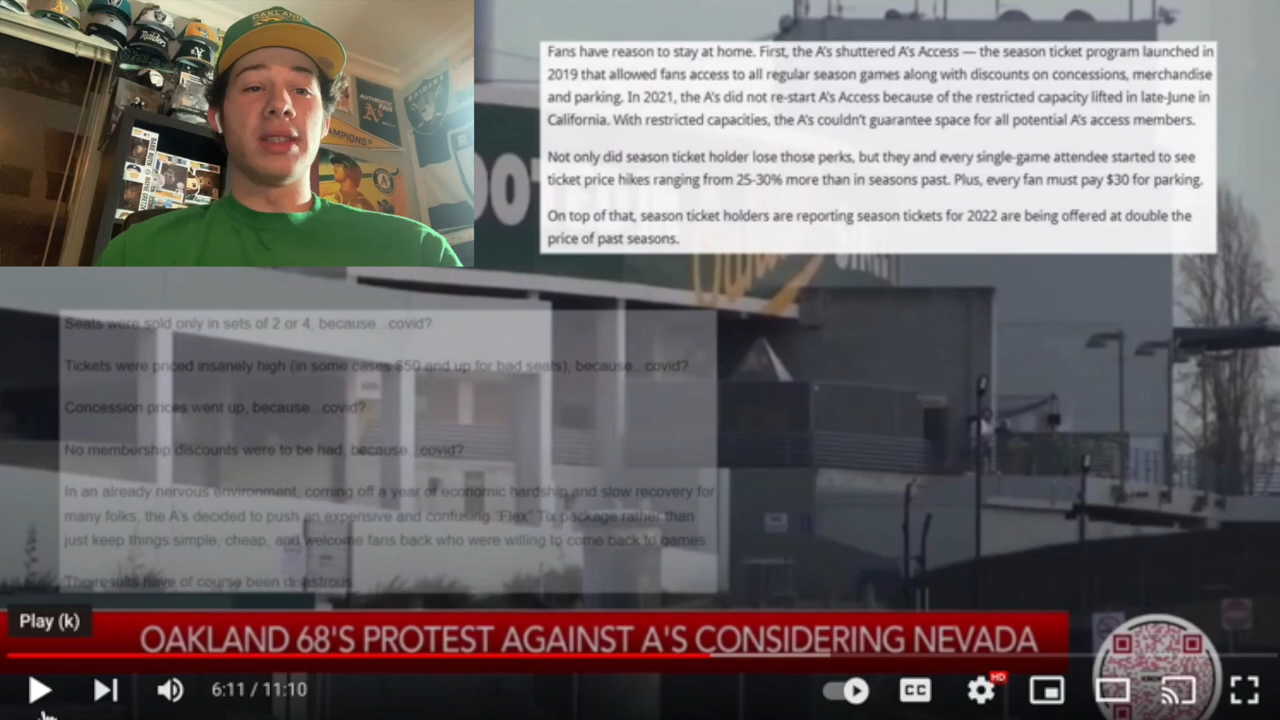 OAKLAND
Raiders
AUTHENTIC
FAN
CHAMPIONS
Fans have reason to stay at home. First, the A's shuttered A's Access — the season ticket program launched in
2019 that allowed fans access to all regular season games along with discounts on concessions, merchandise
and parking. In 2021, the A's did not re-start A's Access because of the restricted capacity lifted in late-June in
California. With restricted capacities, the A's couldn't guarantee space for all potential A's access members.
Not only did season ticket holder lose those perks, but they and every single-game attendee started to see
ticket price hikes ranging from 25-30% more than in seasons past. Plus, every fan must pay $30 for parking.
On top of that, season ticket holders are reporting season tickets for 2022 are being offered at double the
price of past seasons.
Seats were sold only in sets of 2 or 4, because...covid?
Tickets were priced insanely high (in some cases $50 and up for bad seats), because...covid?
Concession prices went up, because...covid?
No membership discounts were to be had, because...covid?
In an already nervous environment, coming off a year of economic hardship and slow recovery for
many folks, the A's decided to push an expensive and confusing "Flex" Tix package rather than
just keep things simple, cheap, and welcome fans back who were willing to come back to games.
The results have of course been disastrous.
Play (k)
OAKLAND 68'S PROTEST AGAINST A'S CONSIDERING NEVADA
6:11 / 11:10
CC
HD